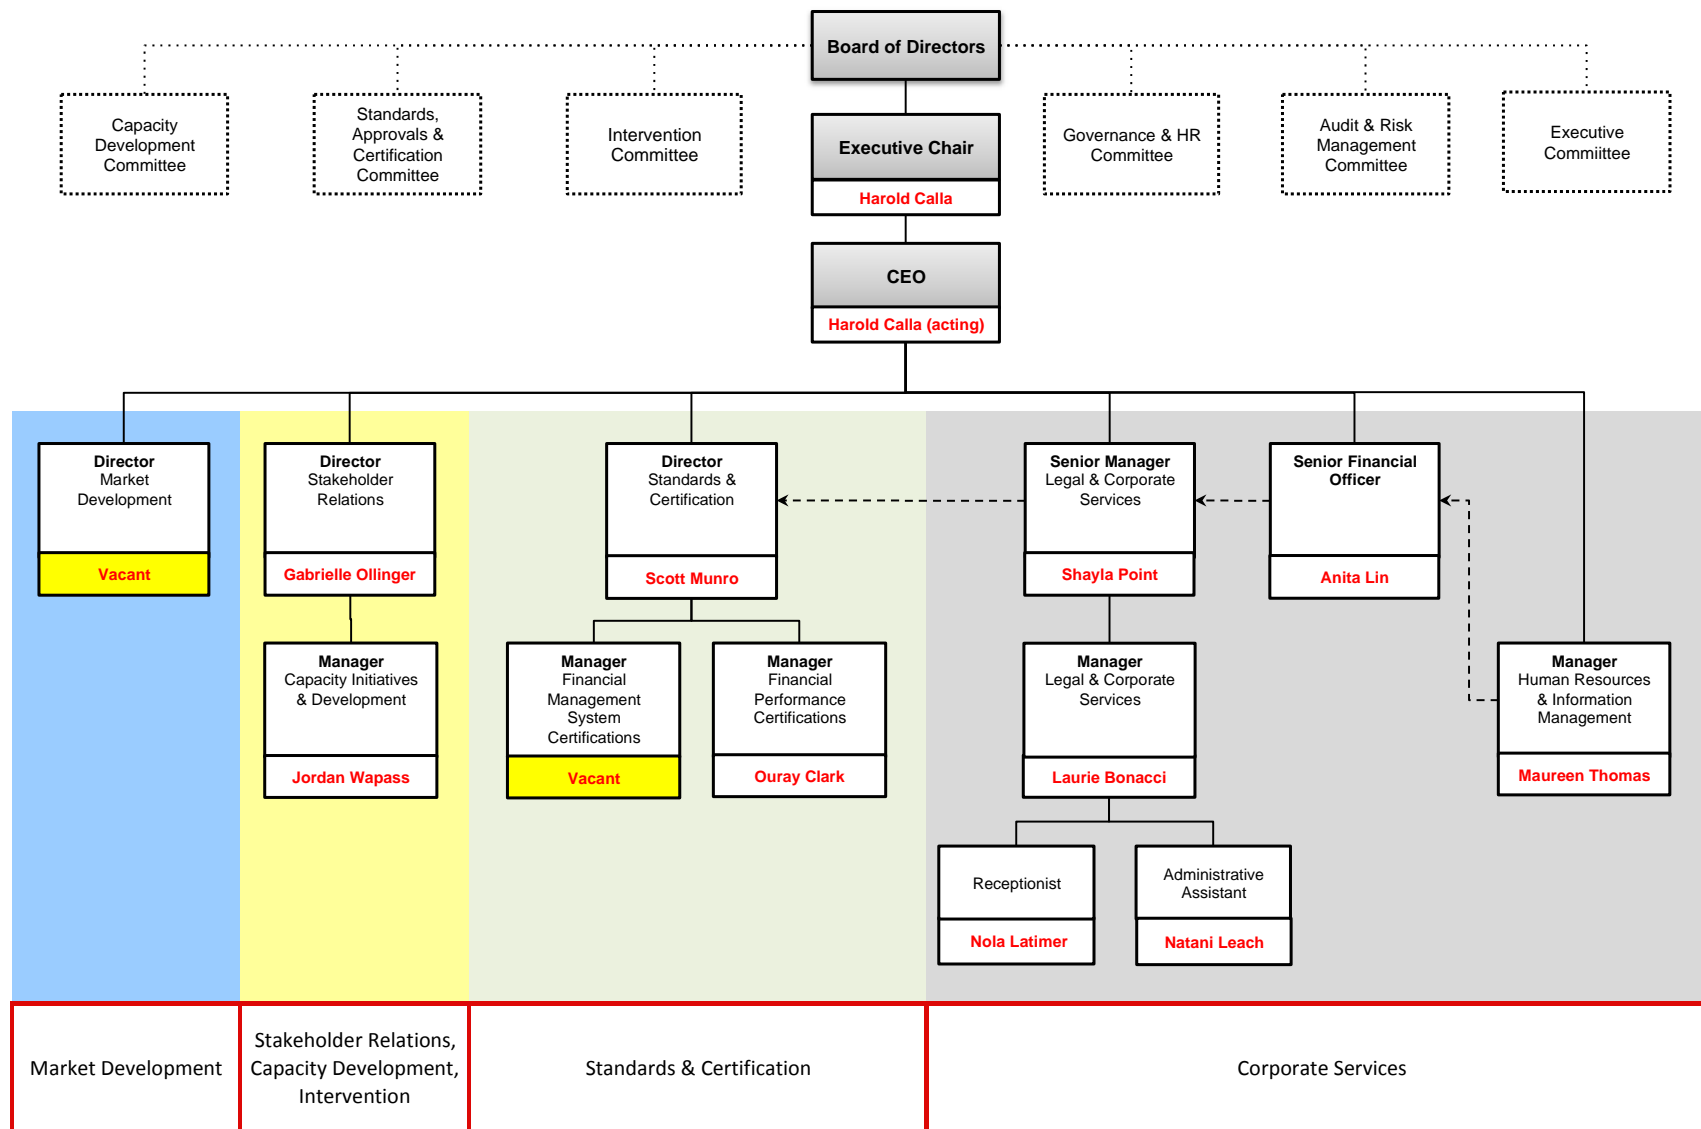 Board of Directors
Capacity
Development
Committee
Standards,
Approvals &
Certification
Committee
Intervention
Committee
Executive Chair
Harold Calla
Governance & HR
Committee
Audit & Risk
Management
Committee
Executive
Commiittee
CEO
Harold Calla (acting)
Director
Market
Development
Vacant
Director
Stakeholder
Relations
Gabrielle Ollinger
Director
Standards &
Certification
Scott Munro
Senior Manager
Legal & Corporate
Services
Shayla Point
Senior Financial
Officer
Anita Lin
Manager
Capacity Initiatives
& Development
Jordan Wapass
Manager
Financial
Management
System
Certifications
Vacant
Manager
Financial
Performance
Certifications
Ouray Clark
Manager
Legal & Corporate
Services
Laurie Bonacci
Manager
Human Resources
& Information
Management
Maureen Thomas
Receptionist
Nola Latimer
Administrative
Assistant
Natani Leach
Market Development
Stakeholder Relations,
Capacity Development,
Intervention
Standards & Certification
Corporate Services